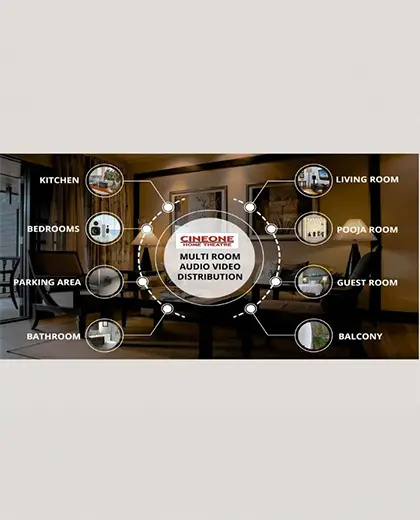 KITCHEN
BEDROOMS
PARKING AREA
BATHROOM
CINEONE
HOME THEATRE
MULTI ROOM
AUDIO VIDEO
DISTRIBUTION
LIVING ROOM
POOJA ROOM
GUEST ROOM
BALCONY